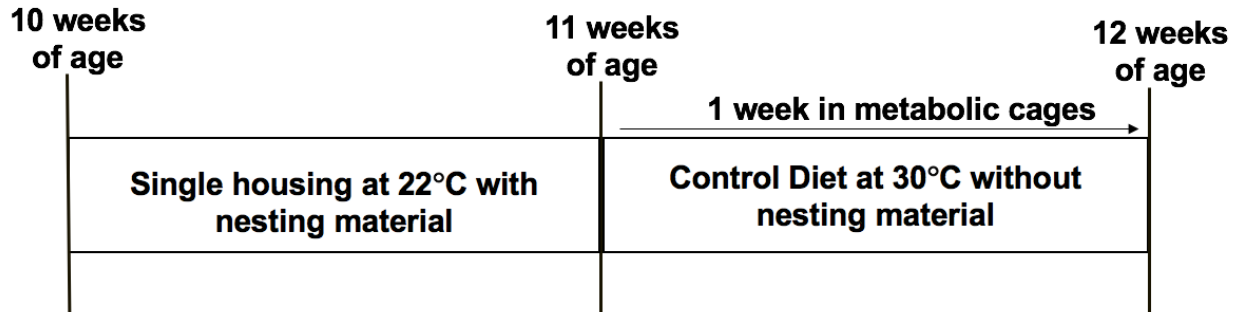 10 weeks
of age
11 weeks
of age
12 weeks
of age
1 week in metabolic cages
Single housing at 22°C with
nesting material
Control Diet at 30°C without
nesting material